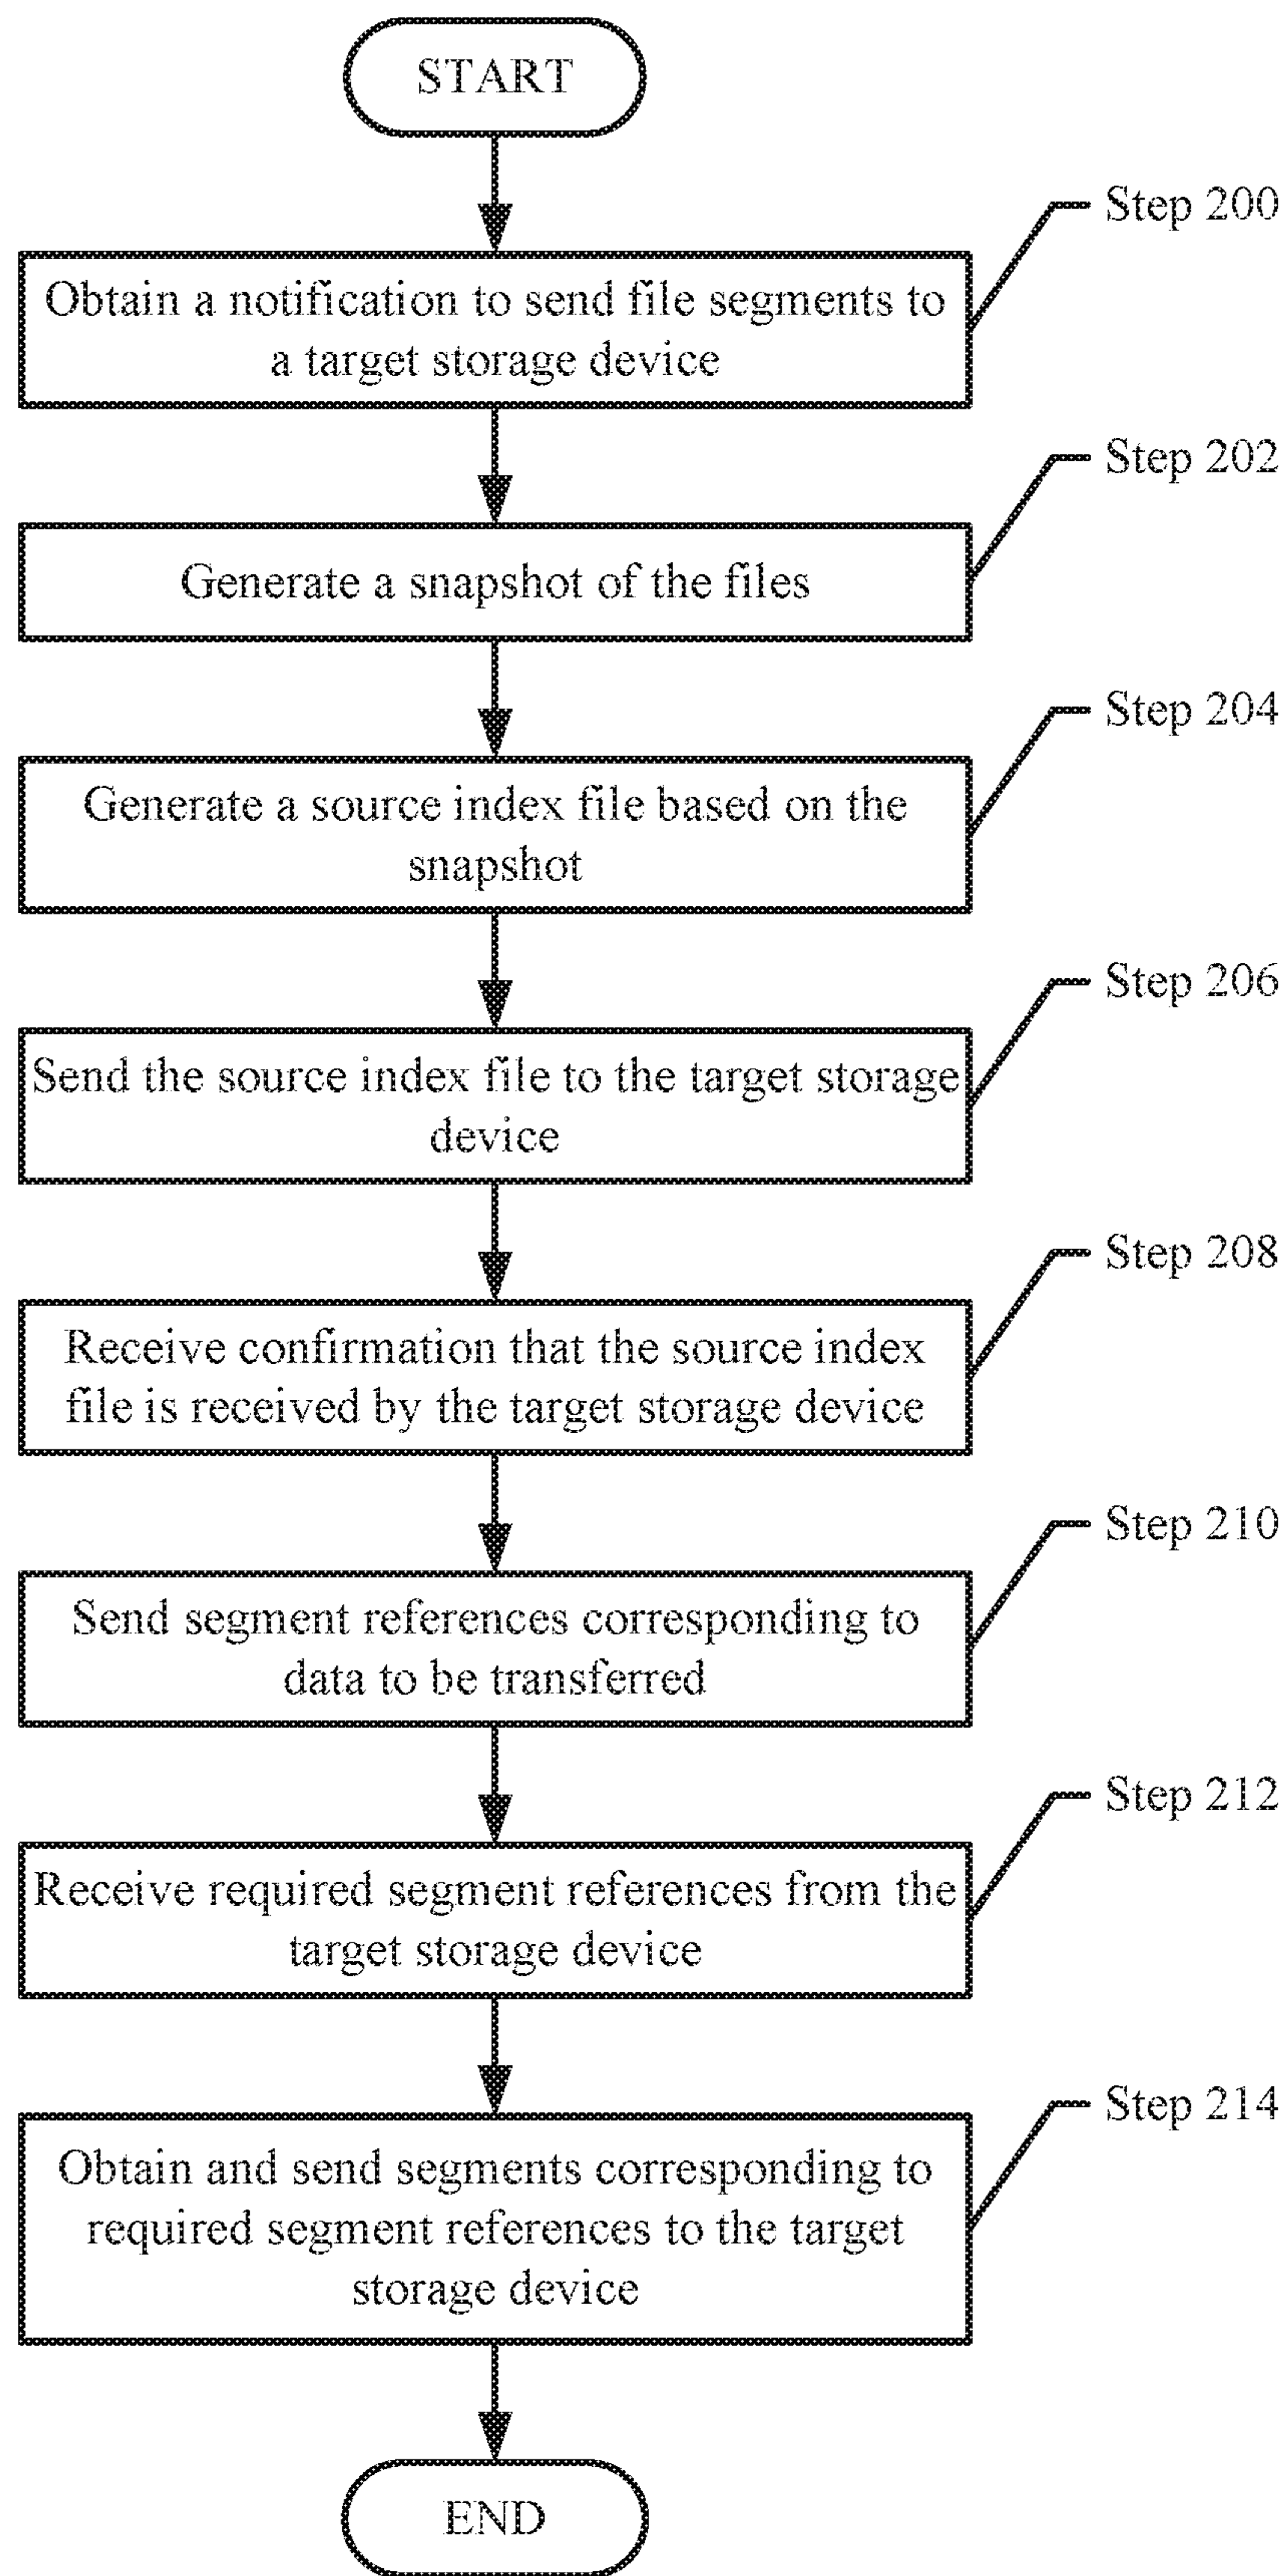 START
Step 200
Obtain a notification to send file segments to
a target storage device
Step 202
Generate a snapshot of the files
Step 204
Generate a source index file based on the
snapshot
Step 206
Send the source index file to the target storage
device
Step 208
Receive confirmation that the source index
file is received by the target storage device
Step 210
Send segment references corresponding to
data to be transferred
Step 212
Receive required segment references from the
target storage device
Step 214
Obtain and send segments corresponding to
required segment references to the target
storage device
END